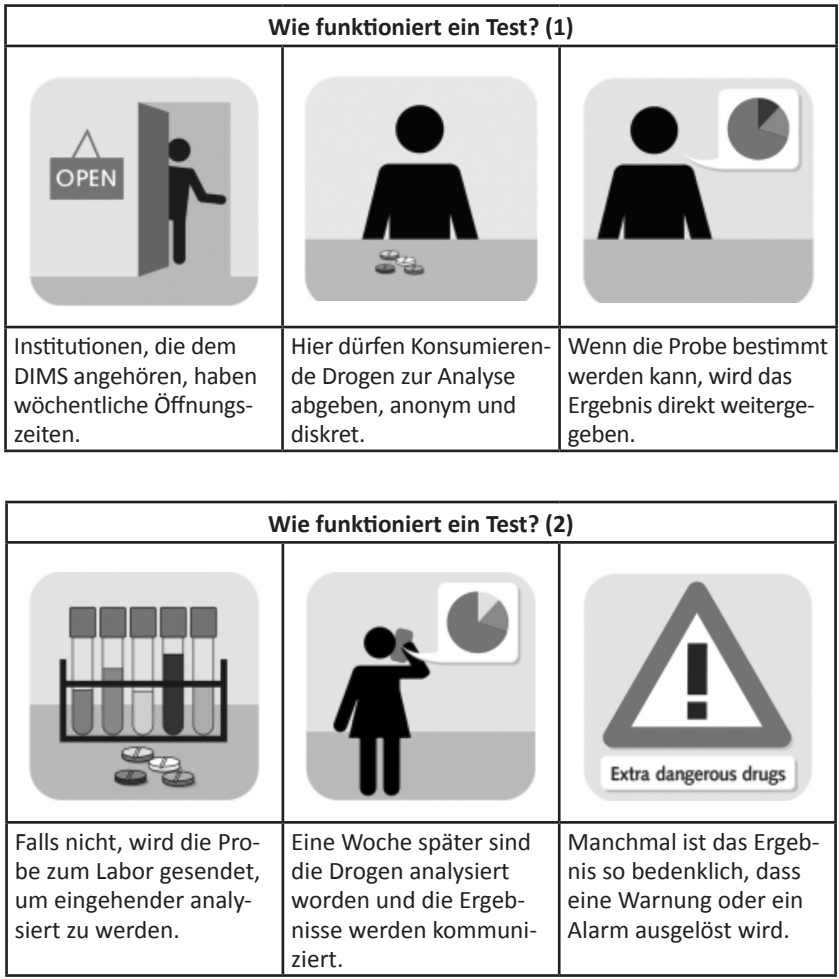 Wie funktioniert ein Test? (1)
OPEN
Institutionen, die dem
DIMS angehören, haben
wöchentliche Öffnungs-
zeiten.
Hier dürfen Konsumieren-
de Drogen zur Analyse
abgeben, anonym und
diskret.
Wenn die Probe bestimmt
werden kann, wird das
Ergebnis direkt weiterge-
geben.
Wie funktioniert ein Test? (2)
Extra dangerous drugs
Falls nicht, wird die Pro-
be zum Labor gesendet,
um eingehender analy-
siert zu werden.
Eine Woche später sind
die Drogen analysiert
worden und die Ergeb-
nisse werden kommuni-
ziert.
Manchmal ist das Ergeb-
nis so bedenklich, dass
eine Warnung oder ein
Alarm ausgelöst wird.